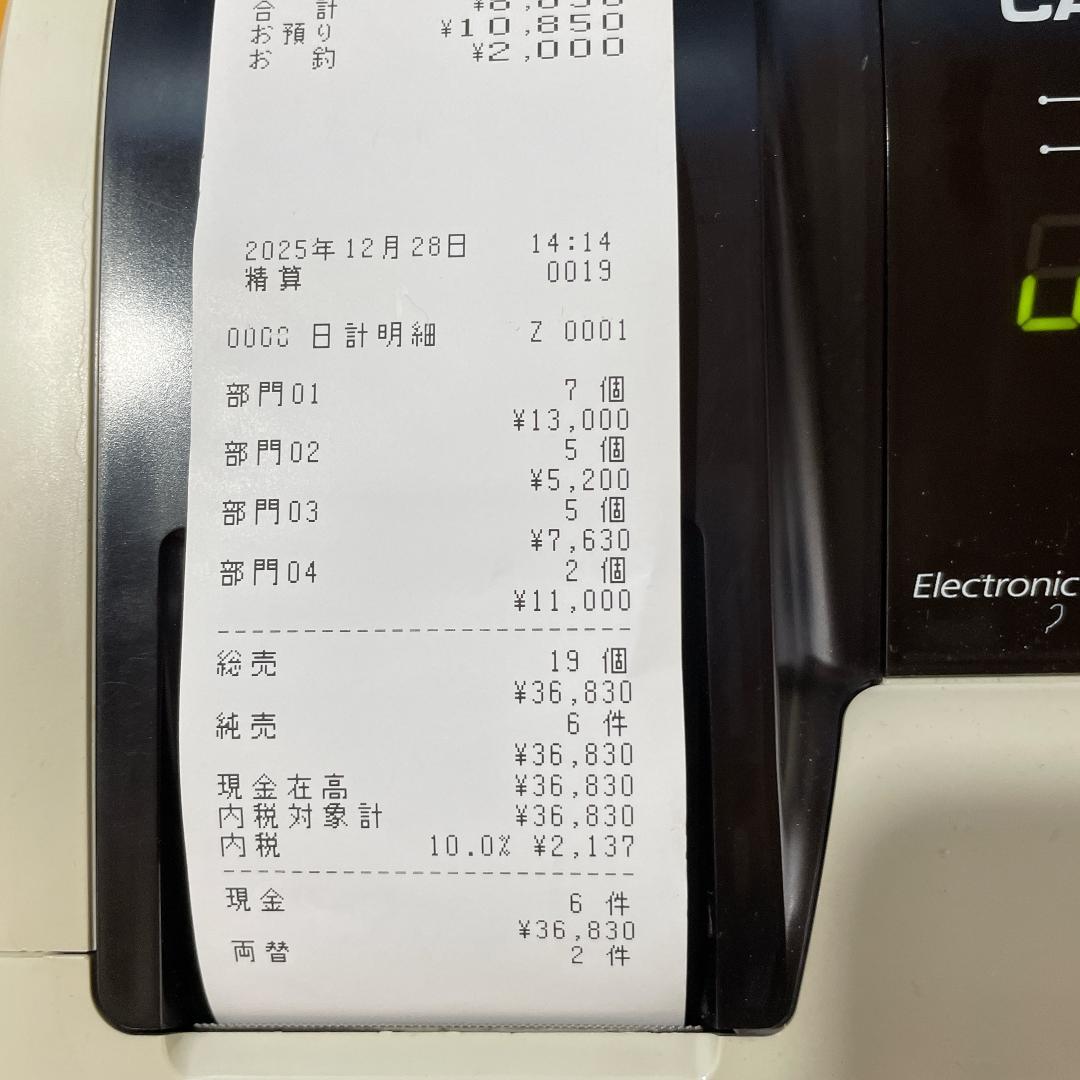 合計
お預り ¥10,850
お釣 ¥2,000
2025年12月28日 14:14
精算 0019
0000 日計明細 Z 0001
部門01 7 個
¥13,000
部門02 5 個
¥5,200
部門03 5 個
¥7,630
部門04 2 個
¥11,000
総売 19 個
¥36,830
純売 6 件
¥36,830
現金在高 ¥36,830
内税対象計 ¥36,830
内税 10.0% ¥2,137
現金 6 件
¥36,830
両替 2 件
CA
Electronic